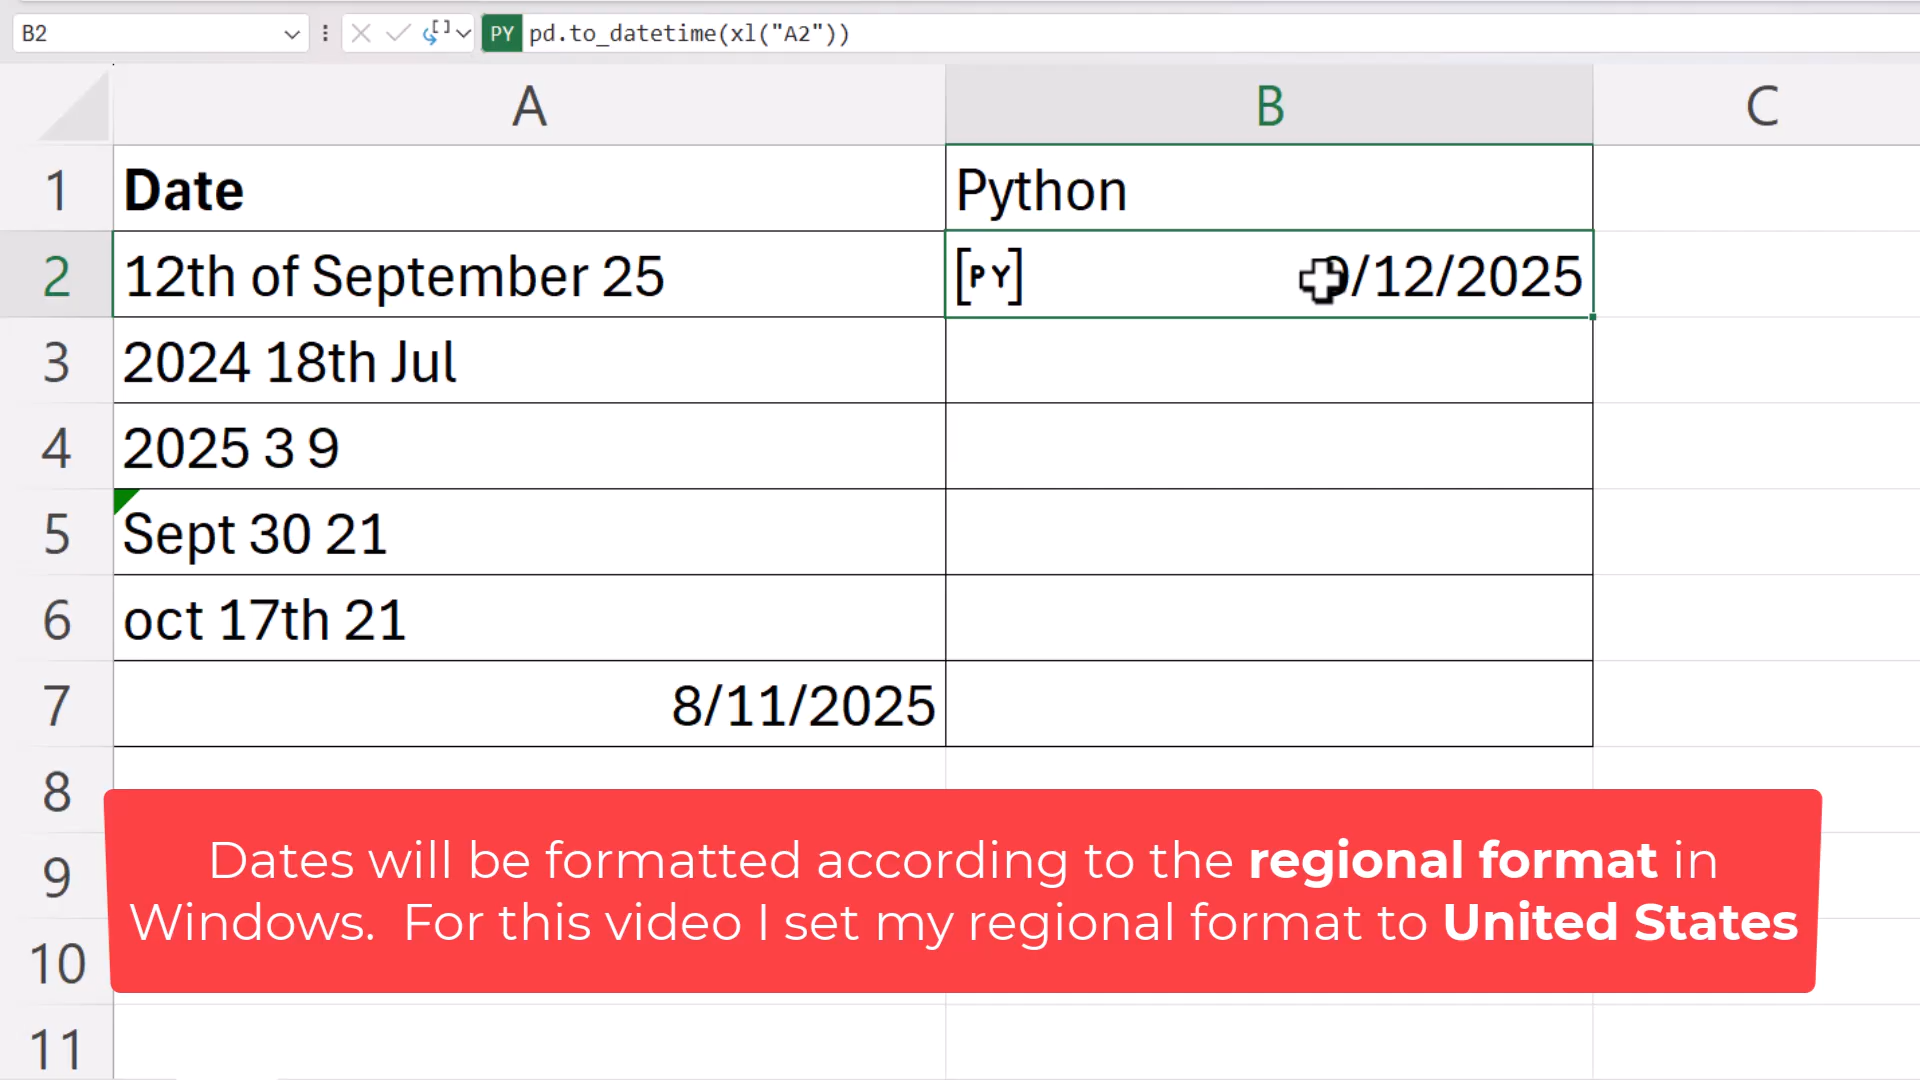 B2 PY pd.to_datetime(xl("A2"))
A B C
1 Date Python
2 12th of September 25 [PY] 9/12/2025
3 2024 18th Jul
4 2025 3 9
5 Sept 30 21
6 oct 17th 21
7 8/11/2025
8
Dates will be formatted according to the regional format in
9
Windows. For this video I set my regional format to United States
10
11